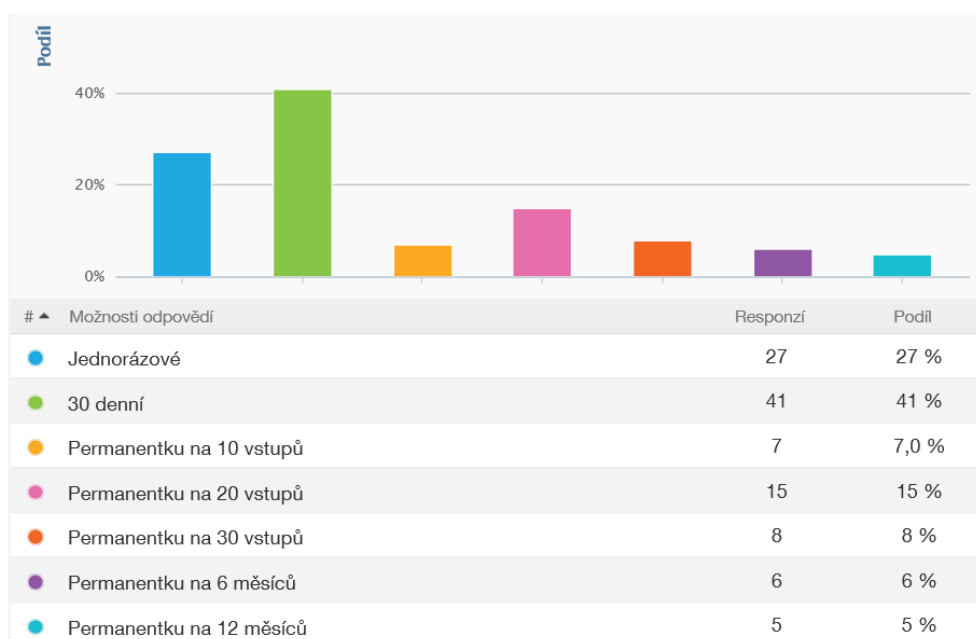 Podíl
40%
20%
0%
# ▲ Možnosti odpovědí Responzí Podíl
Jednorázové 27 27 %
30 denní 41 41 %
Permanentku na 10 vstupů 7 7,0 %
Permanentku na 20 vstupů 15 15 %
Permanentku na 30 vstupů 8 8 %
Permanentku na 6 měsíců 6 6 %
Permanentku na 12 měsíců 5 5 %